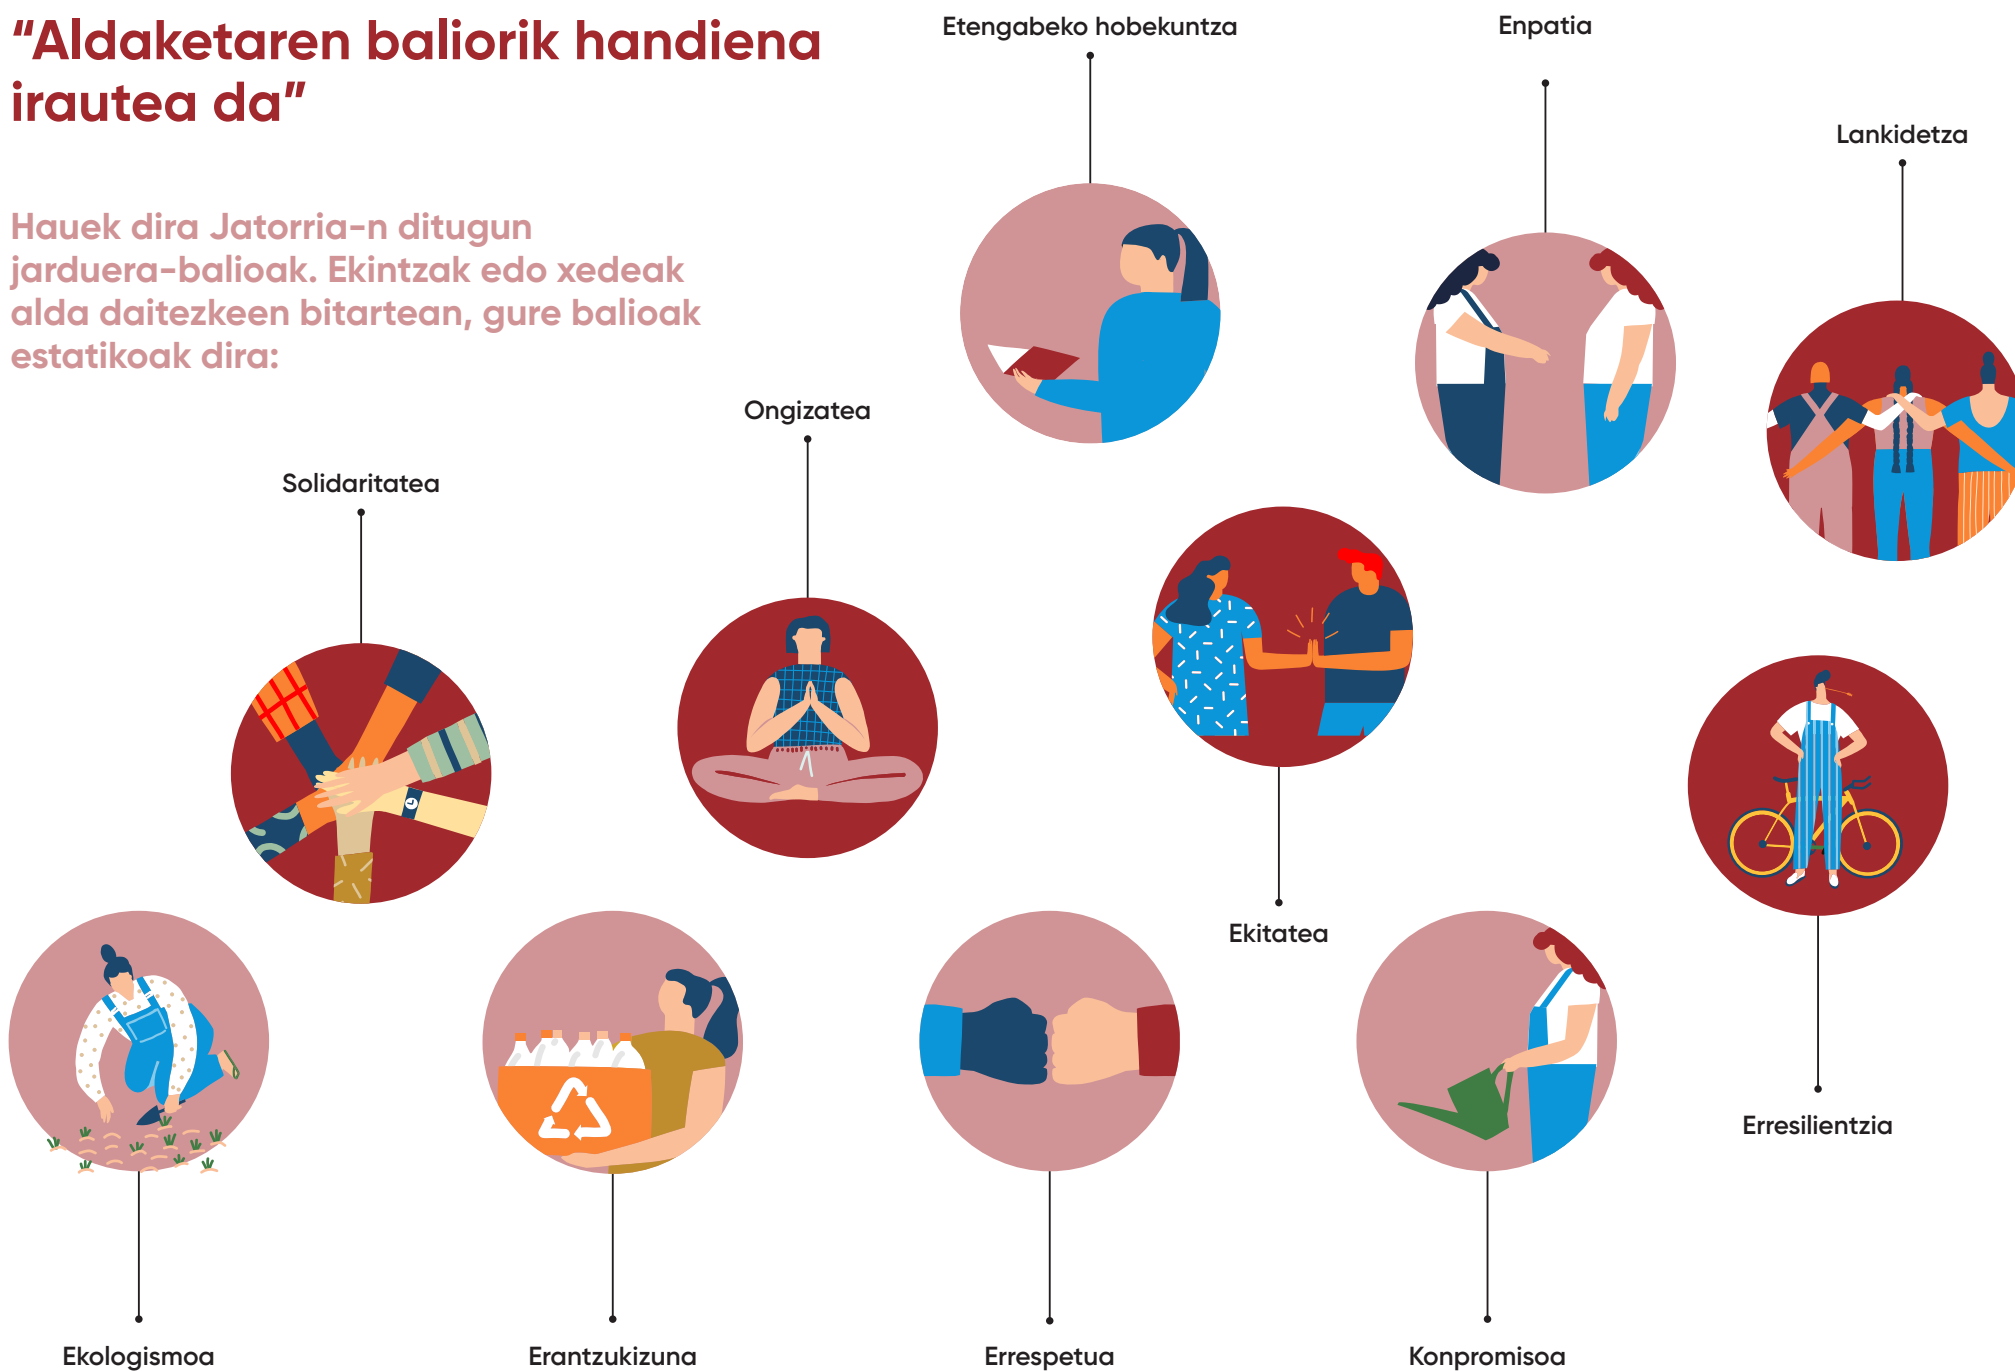 “Aldaketaren baliorik handiena
irautea da”
Hauek dira Jatorria-n ditugun
jarduera-balioak. Ekintzak edo xedeak
alda daitezkeen bitartean, gure balioak
estatikoak dira:
Etengabeko hobekuntza
Enpatia
Lankidetza
Ongizatea
Solidaritatea
Ekitatea
Erresilientzia
Ekologismoa
Erantzukizuna
Errespetua
Konpromisoa